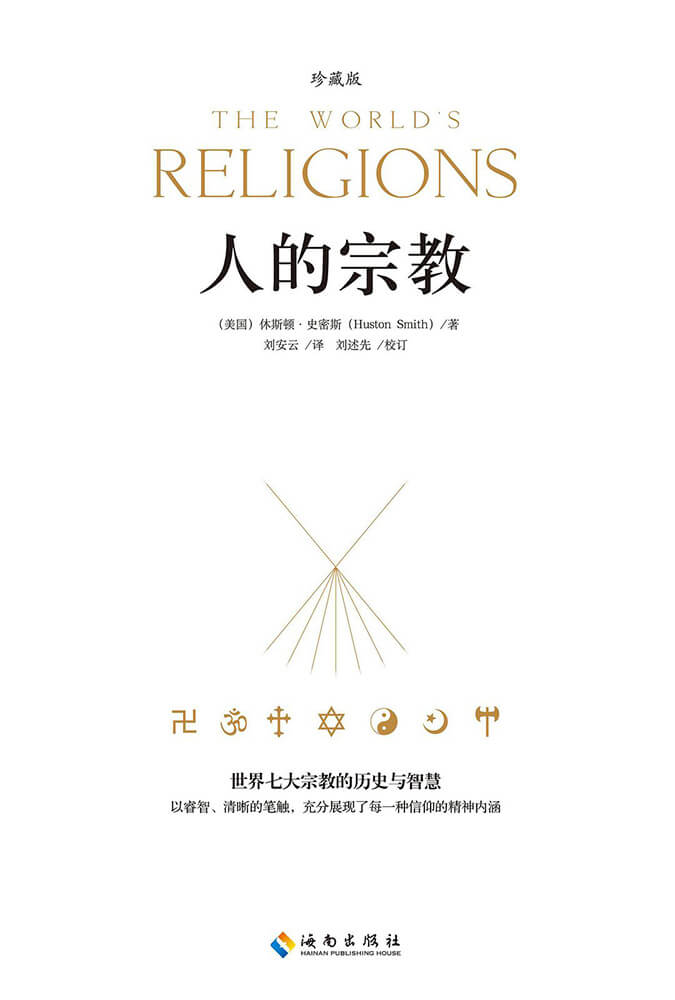 珍藏版
THE WORLD'S
RELIGIONS
人的宗教
（美国）休斯顿·史密斯（Huston Smith）/著
刘安云 /译 刘述先 /校订
世界七大宗教的历史与智慧
以睿智、清晰的笔触，充分展现了每一种信仰的精神内涵
海南出版社
HAINAN PUBLISHING HOUSE